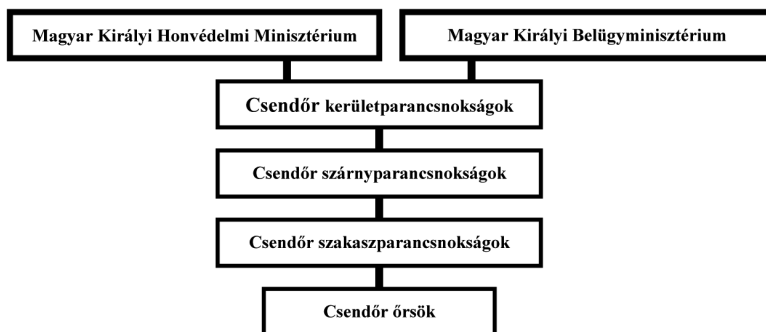 Magyar Királyi Honvédelmi Minisztérium
Magyar Királyi Belügyminisztérium
Csendőr kerületparancsnokságok
Csendőr szárnyparancsnokságok
Csendőr szakaszparancsnokságok
Csendőr őrsök